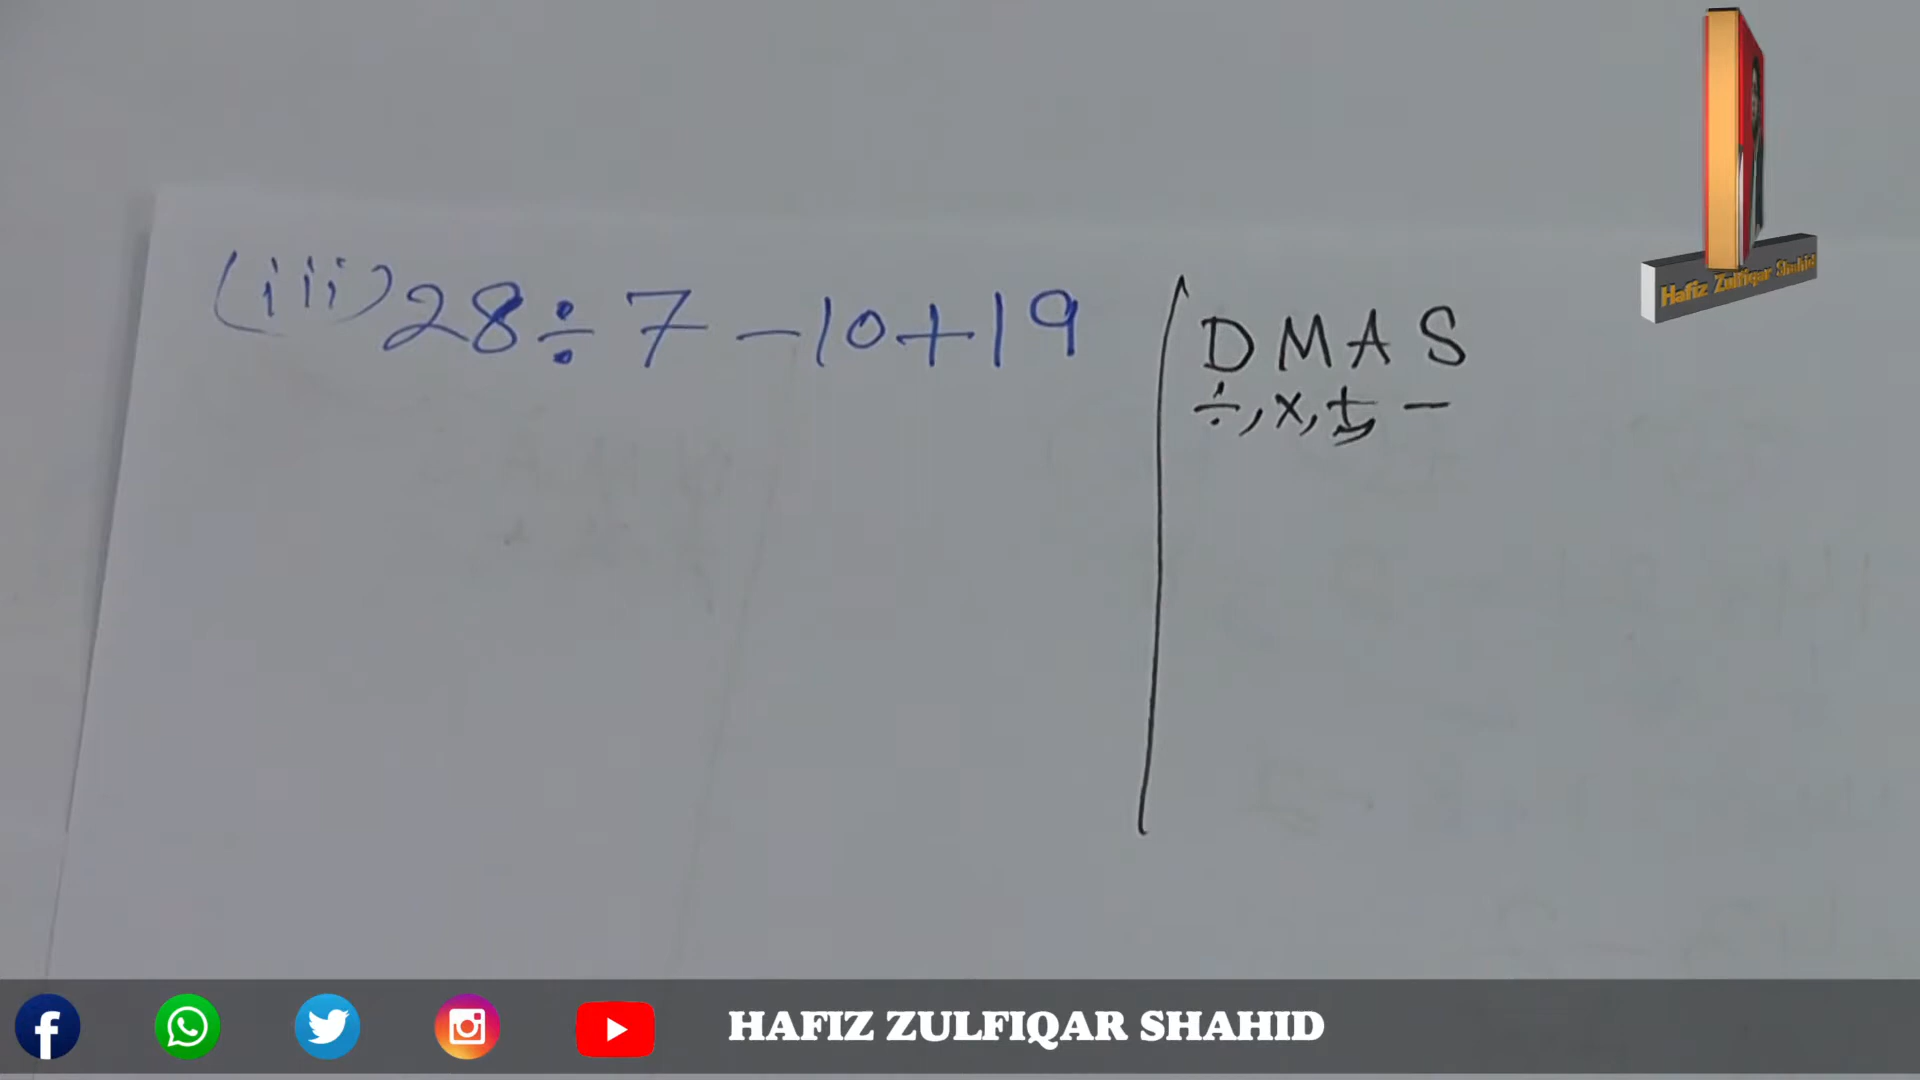 (iii) 28 ÷ 7 - 10 + 19
D M A S
÷, x, +, -
Hafiz Zulfiqar Shahid
HAFIZ ZULFIQAR SHAHID